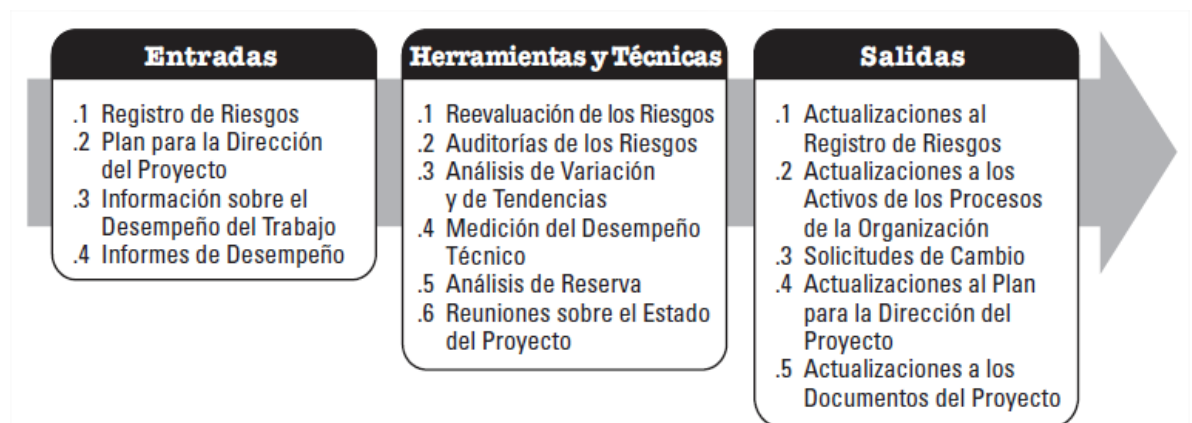 Entradas
.1 Registro de Riesgos
.2 Plan para la Dirección
del Proyecto
.3 Información sobre el
Desempeño del Trabajo
.4 Informes de Desempeño
Herramientas y Técnicas
.1 Reevaluación de los Riesgos
.2 Auditorías de los Riesgos
.3 Análisis de Variación
y de Tendencias
.4 Medición del Desempeño
Técnico
.5 Análisis de Reserva
.6 Reuniones sobre el Estado
del Proyecto
Salidas
.1 Actualizaciones al
Registro de Riesgos
.2 Actualizaciones a los
Activos de los Procesos
de la Organización
.3 Solicitudes de Cambio
.4 Actualizaciones al Plan
para la Dirección del
Proyecto
.5 Actualizaciones a los
Documentos del Proyecto